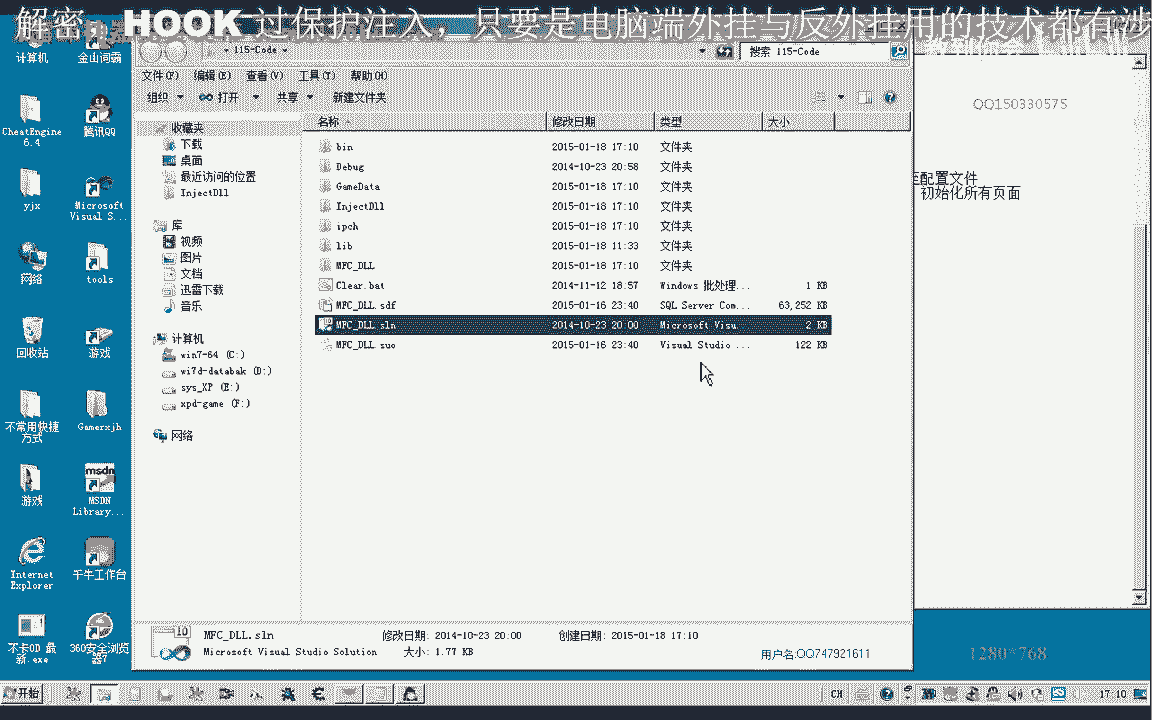 解密 HOOK 过保护注入，只要是电脑端外挂与反外挂用的技术都有涉
115-Code
搜索 115-Code
文件(F) 编辑(E) 查看(V) 工具(T) 帮助(H)
组织 打开 共享 新建文件夹
QQ150330575
配置文件
初始化所有页面
计算机
金山词霸
CheatEngine 6.4
腾讯QQ
yjx
Microsoft Visual S...
网络
tools
回收站
游戏
不常用快捷方式
Gamerxjh
游戏
MSDN Library...
Internet Explorer
千牛工作台
不卡OD 最新.exe
360安全浏览器7
收藏夹
下载
桌面
最近访问的位置
InjectDll
库
视频
图片
文档
迅雷下载
音乐
计算机
win7-64 (C:)
wi7d-databak (D:)
sys_XP (E:)
xpd-game (F:)
网络
名称 修改日期 类型 大小
bin 2015-01-18 17:10 文件夹
Debug 2014-10-23 20:58 文件夹
GameData 2015-01-18 17:10 文件夹
InjectDll 2015-01-18 17:10 文件夹
ipch 2015-01-18 17:10 文件夹
lib 2015-01-18 11:33 文件夹
MFC_DLL 2015-01-18 17:10 文件夹
Clear.bat 2014-11-12 18:57 Windows 批处理... 1 KB
MFC_DLL.sdf 2015-01-16 23:40 SQL Server Com... 63,252 KB
MFC_DLL.sln 2014-10-23 20:00 Microsoft Visu... 2 KB
MFC_DLL.suo 2015-01-16 23:40 Visual Studio ... 122 KB
MFC_DLL.sln 修改日期: 2014-10-23 20:00 创建日期: 2015-01-18 17:10
Microsoft Visual Studio Solution 大小: 1.77 KB
用户名:QQ747921611
1280*768
开始
CH
17:10